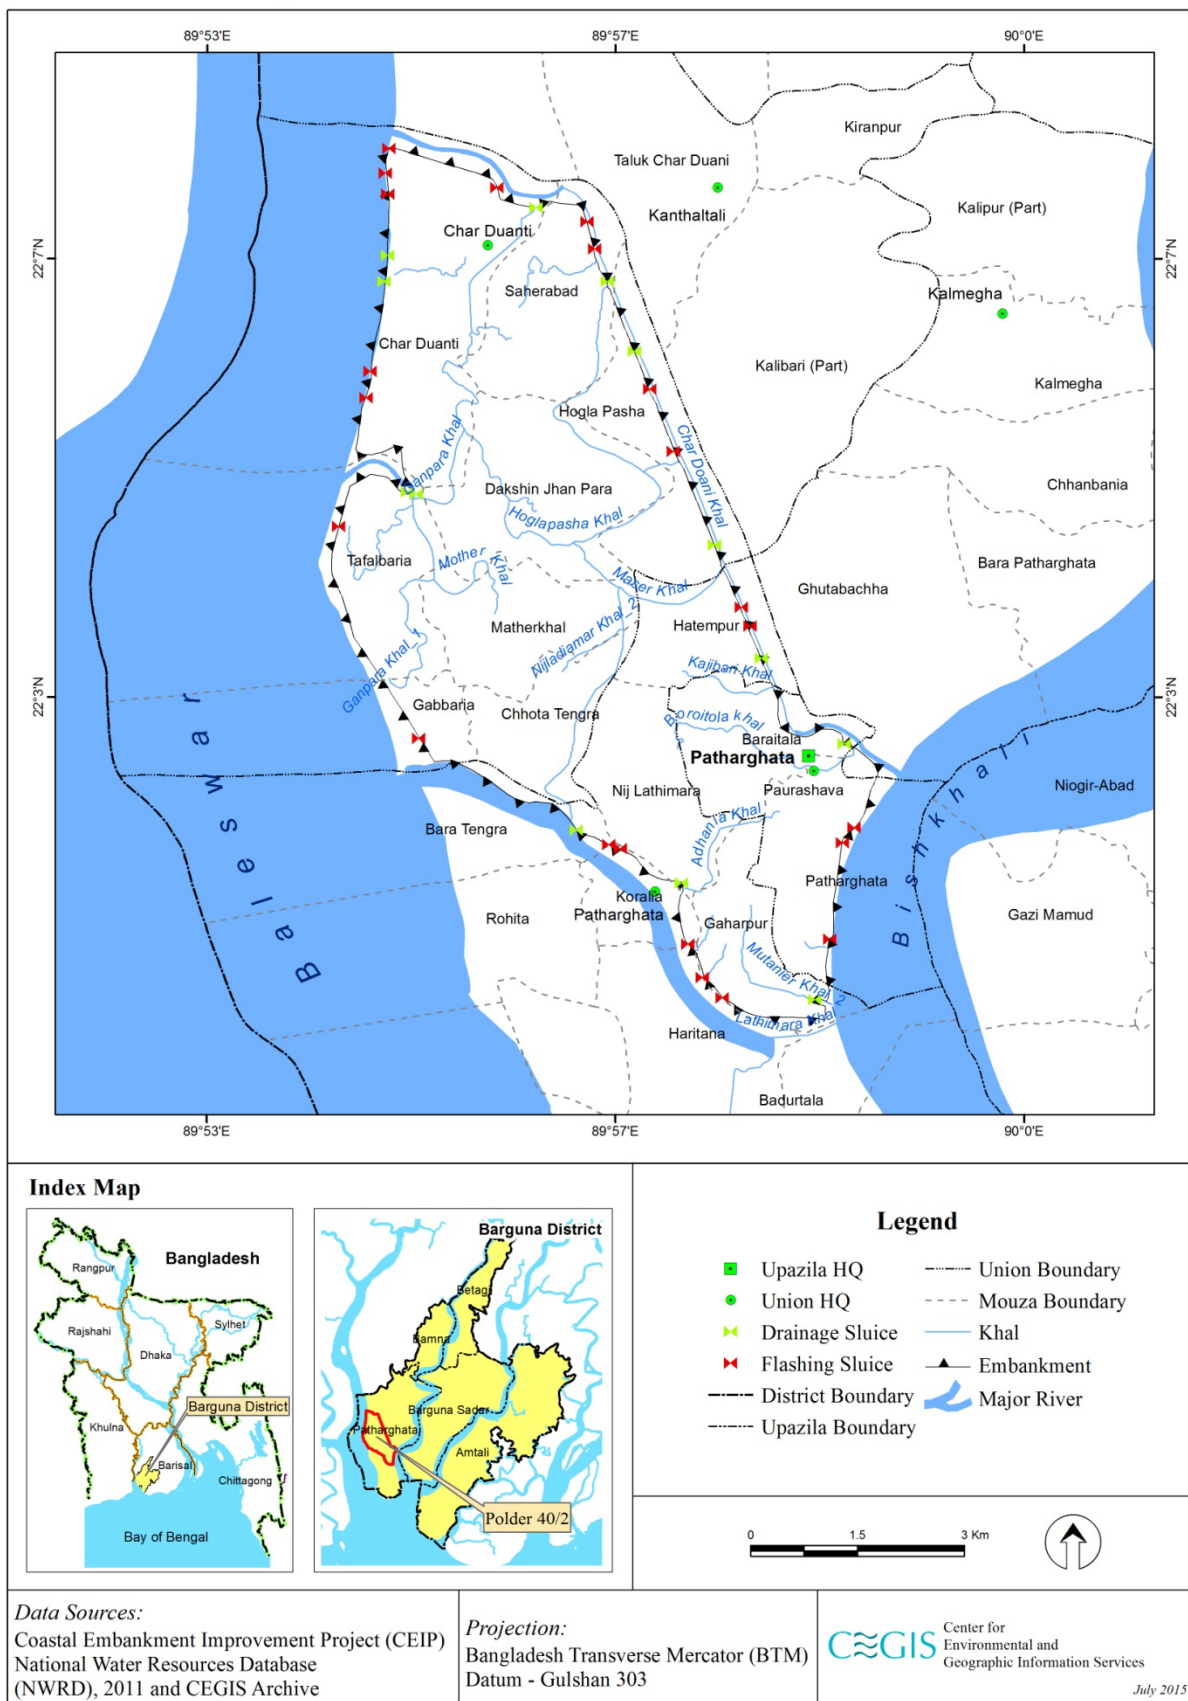 89°53'E
89°57'E
90°0'E
Kiranpur
Taluk Char Duani
Kanthaltali
Kalipur (Part)
Char Duanti
22°7'N
22°7'N
Saherabad
Kalmegha
Char Duanti
Kalibari (Part)
Kalmegha
Hogla Pasha
Ganpara Khal
Char Doani Khal
Dakshin Jhan Para
Chhanbania
Hoglapasha Khal
Tafalbaria
Mother Khal
Mazer Khal
Bara Patharghata
Ghutabachha
Matherkhal
Nijladiamar Khal_2
Hatempur
Ganpara Khal_1
Kajibari Khal
22°3'N
22°3'N
Gabbaria
Chhota Tengra
Boroitola khal
Baraitala
Patharghata
Baleswar
Bishkhali
Nij Lathimara
Paurashava
Niogir-Abad
Bara Tengra
Adhania Khal
Patharghata
Koralia
Patharghata
Rohita
Gaharpur
Gazi Mamud
Mutanier Khal_2
Lathimara Khal
Haritana
Badurtala
89°53'E
89°57'E
90°0'E
Index Map
Bangladesh
Rangpur
Rajshahi
Sylhet
Dhaka
Khulna
Barguna District
Barisal
Chittagong
Bay of Bengal
Barguna District
Betagi
Bamna
Barguna Sadar
Patharghata
Amtali
Polder 40/2
Legend
Upazila HQ
Union HQ
Drainage Sluice
Flashing Sluice
District Boundary
Upazila Boundary
Union Boundary
Mouza Boundary
Khal
Embankment
Major River
0 1.5 3 Km
Data Sources:
Coastal Embankment Improvement Project (CEIP)
National Water Resources Database
(NWRD), 2011 and CEGIS Archive
Projection:
Bangladesh Transverse Mercator (BTM)
Datum - Gulshan 303
CEGIS
Center for
Environmental and
Geographic Information Services
July 2015